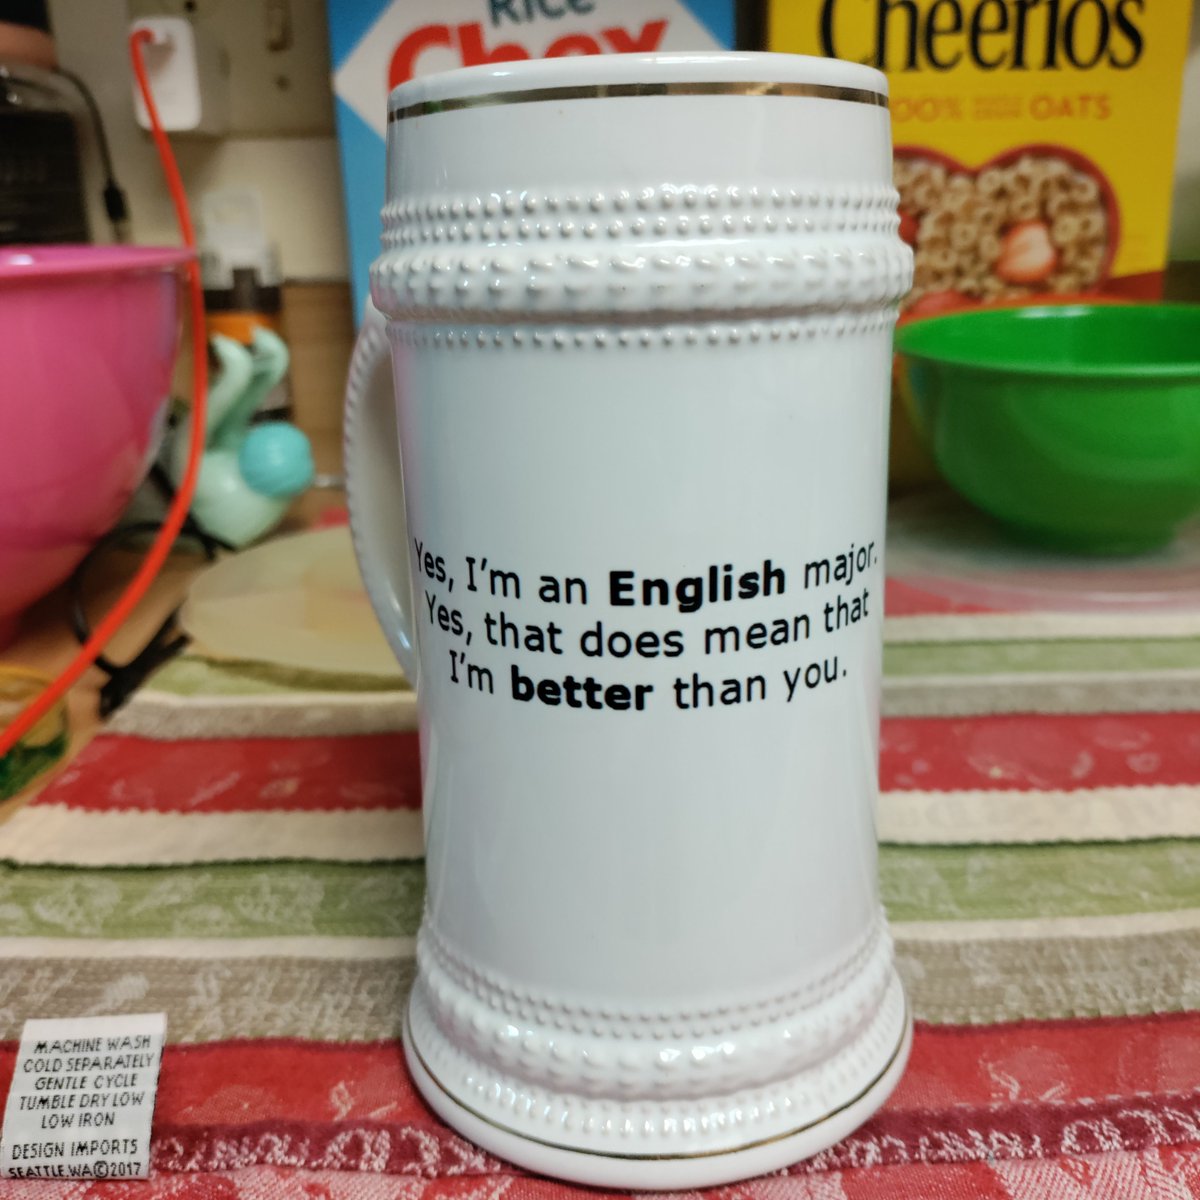 Rice
Chex
Cheerios
100% OATS
Yes, I'm an English major.
Yes, that does mean that
I'm better than you.
MACHINE WASH
COLD SEPARATELY
GENTLE CYCLE
TUMBLE DRY LOW
LOW IRON
DESIGN IMPORTS
SEATTLE, WA©2017